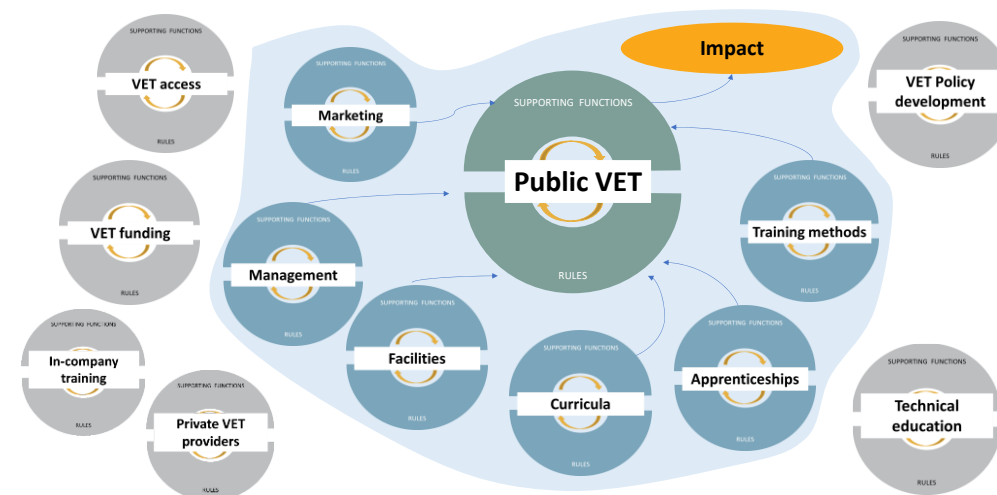 SUPPORTING FUNCTIONS
VET access
RULES
SUPPORTING FUNCTIONS
Marketing
RULES
Impact
SUPPORTING FUNCTIONS
VET Policy
development
RULES
SUPPORTING FUNCTIONS
Public VET
RULES
SUPPORTING FUNCTIONS
VET funding
RULES
SUPPORTING FUNCTIONS
Management
RULES
SUPPORTING FUNCTIONS
Training methods
RULES
SUPPORTING FUNCTIONS
In-company
training
RULES
SUPPORTING FUNCTIONS
Facilities
RULES
SUPPORTING FUNCTIONS
Curricula
RULES
SUPPORTING FUNCTIONS
Apprenticeships
RULES
SUPPORTING FUNCTIONS
Private VET
providers
RULES
SUPPORTING FUNCTIONS
Technical
education
RULES